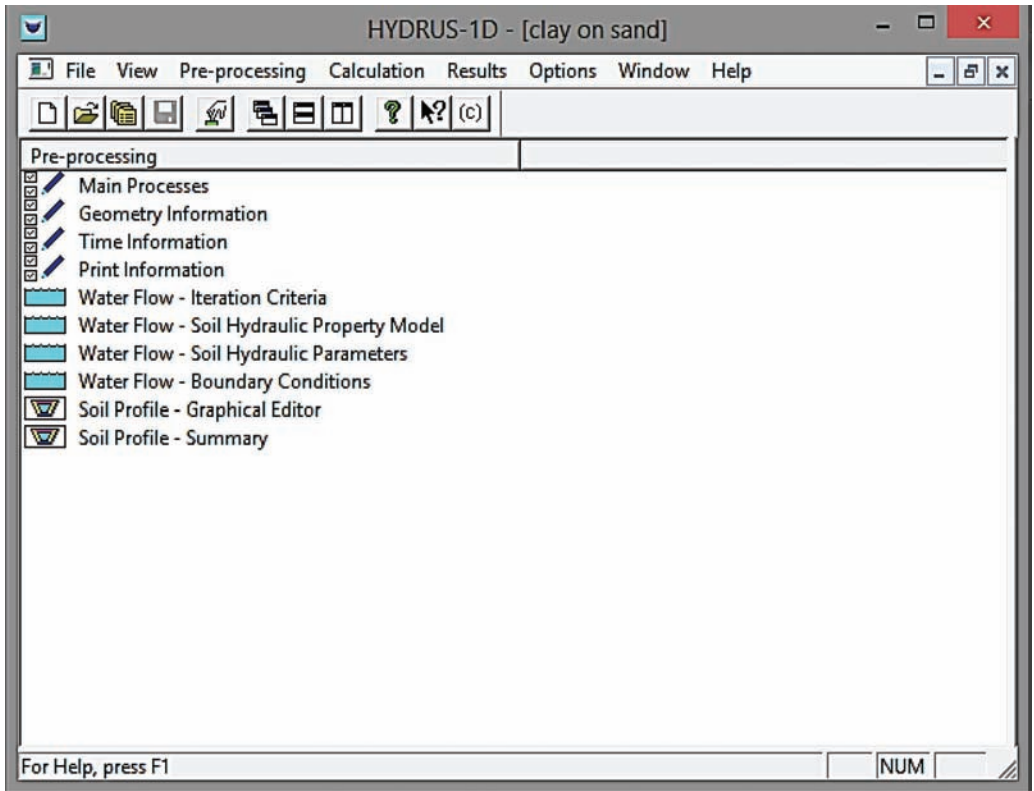 HYDRUS-1D - [clay on sand]
File View Pre-processing Calculation Results Options Window Help
(c)
Pre-processing
Main Processes
Geometry Information
Time Information
Print Information
Water Flow - Iteration Criteria
Water Flow - Soil Hydraulic Property Model
Water Flow - Soil Hydraulic Parameters
Water Flow - Boundary Conditions
Soil Profile - Graphical Editor
Soil Profile - Summary
For Help, press F1
NUM